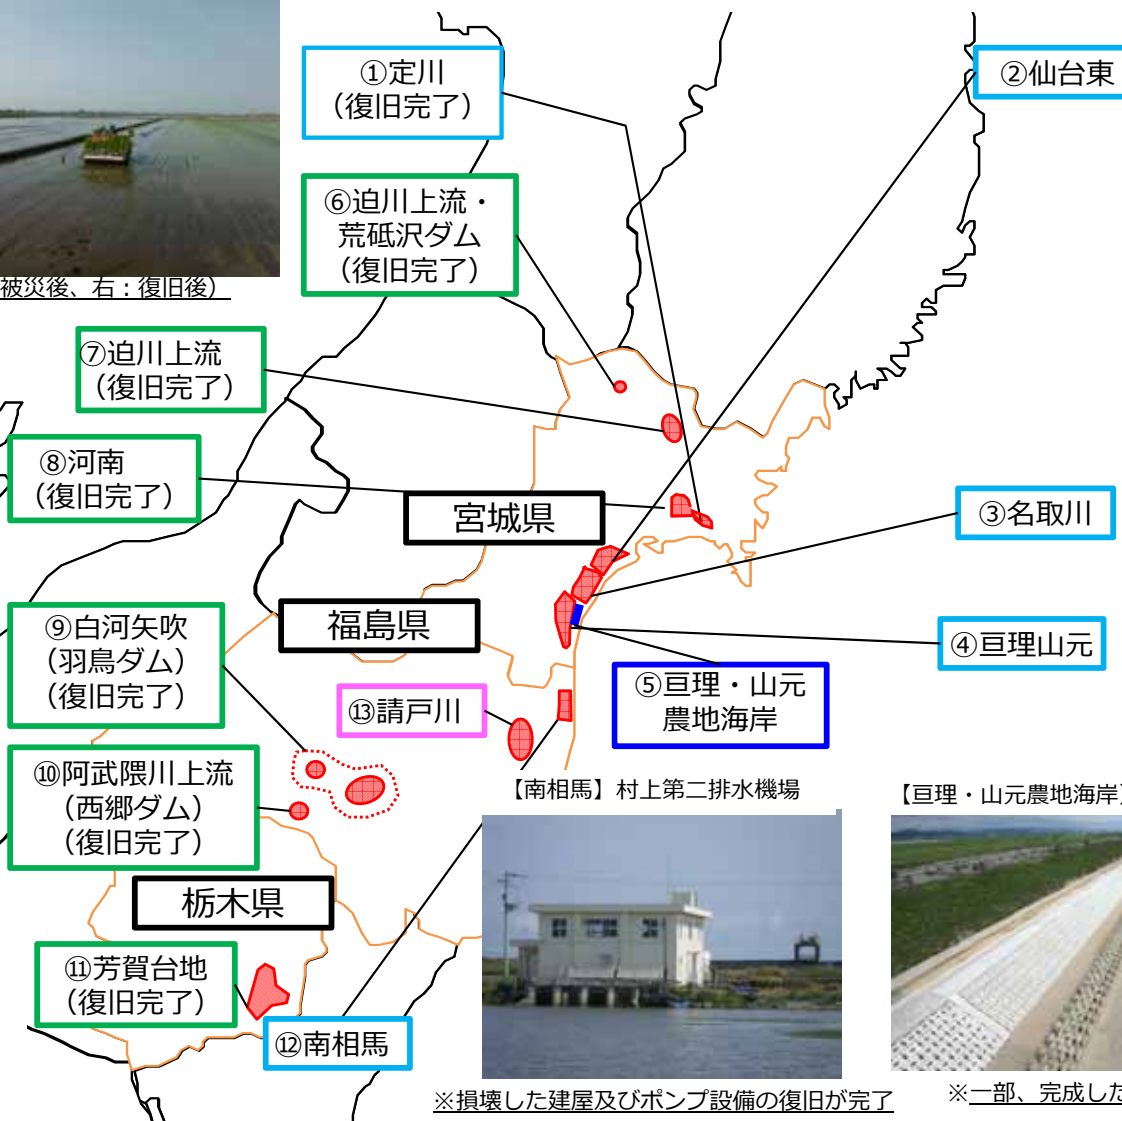 ①定川
（復旧完了）
②仙台東
⑥迫川上流・
荒砥沢ダム
（復旧完了）
被災後、右：復旧後）
⑦迫川上流
（復旧完了）
⑧河南
（復旧完了）
宮城県
③名取川
⑨白河矢吹
（羽鳥ダム）
（復旧完了）
福島県
④亘理山元
⑤亘理・山元
農地海岸
⑬請戸川
⑩阿武隈川上流
（西郷ダム）
（復旧完了）
【南相馬】村上第二排水機場
【亘理・山元農地海岸】
栃木県
⑪芳賀台地
（復旧完了）
⑫南相馬
※損壊した建屋及びポンプ設備の復旧が完了
※一部、完成した